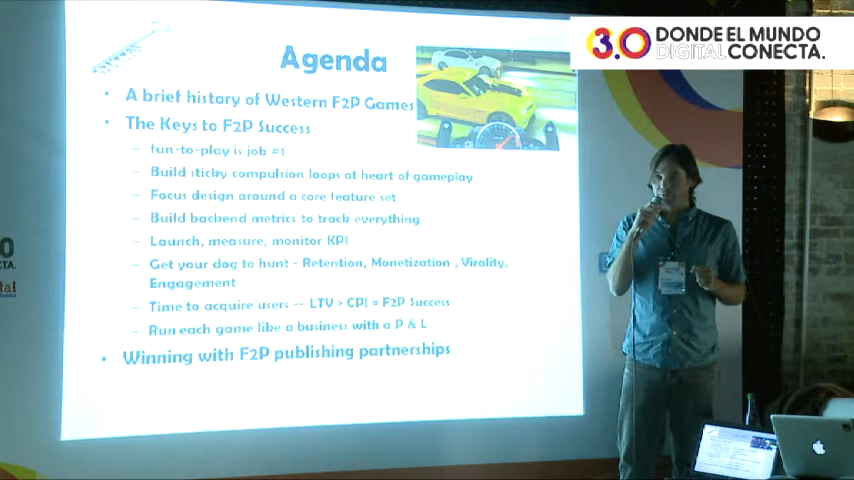 3.0 DONDE EL MUNDO
DIGITAL CONECTA.
Agenda
• A brief history of Western F2P Games
• The Keys to F2P Success
– fun-to-play is job #1
– Build sticky compulsion loops at heart of gameplay
– Focus design around a core feature set
– Build backend metrics to track everything
– Launch, measure, monitor KPI
– Get your dog to hunt - Retention, Monetization , Virality,
Engagement
– Time to acquire users -- LTV > CPI = F2P Success
– Run each game like a business with a P & L
• Winning with F2P publishing partnerships